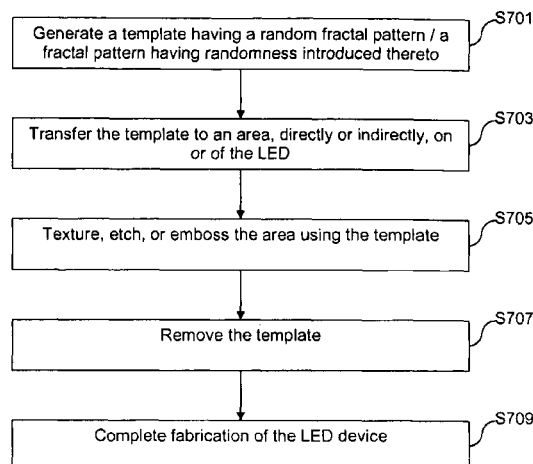 S701
Generate a template having a random fractal pattern / a
fractal pattern having randomness introduced thereto
S703
Transfer the template to an area, directly or indirectly, on
or of the LED
S705
Texture, etch, or emboss the area using the template
S707
Remove the template
S709
Complete fabrication of the LED device